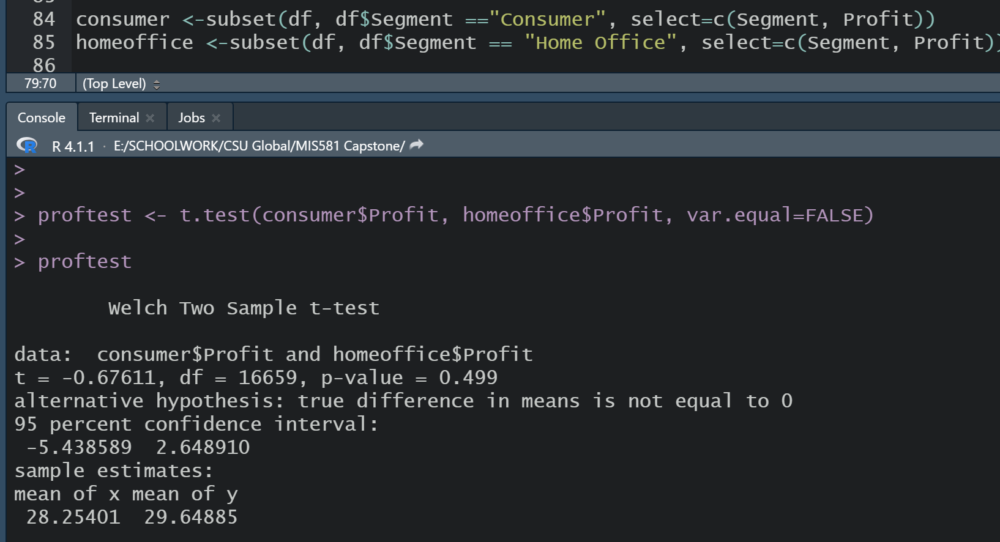 84 consumer <-subset(df, df$Segment =="Consumer", select=c(Segment, Profit))
85 homeoffice <-subset(df, df$Segment == "Home Office", select=c(Segment, Profit))
86
79:70 (Top Level)
Console Terminal Jobs
R 4.1.1 · E:/SCHOOLWORK/CSU Global/MIS581 Capstone/
>
>
> proftest <- t.test(consumer$Profit, homeoffice$Profit, var.equal=FALSE)
>
> proftest
Welch Two Sample t-test
data:  consumer$Profit and homeoffice$Profit
t = -0.67611, df = 16659, p-value = 0.499
alternative hypothesis: true difference in means is not equal to 0
95 percent confidence interval:
-5.438589  2.648910
sample estimates:
mean of x mean of y
28.25401  29.64885